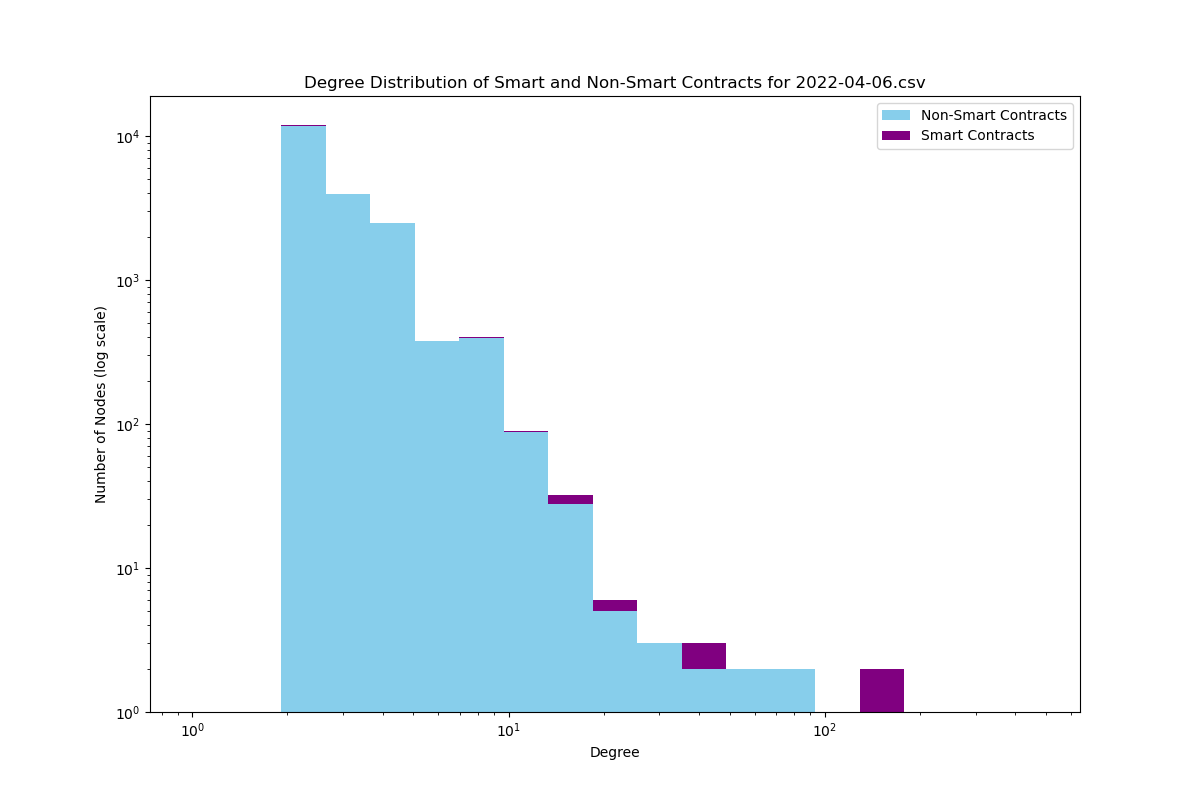 Degree Distribution of Smart and Non-Smart Contracts for 2022-04-06.csv
Non-Smart Contracts
Smart Contracts
Number of Nodes (log scale)
10⁴
10³
10²
10¹
10⁰
10⁰ 10¹ 10²
Degree